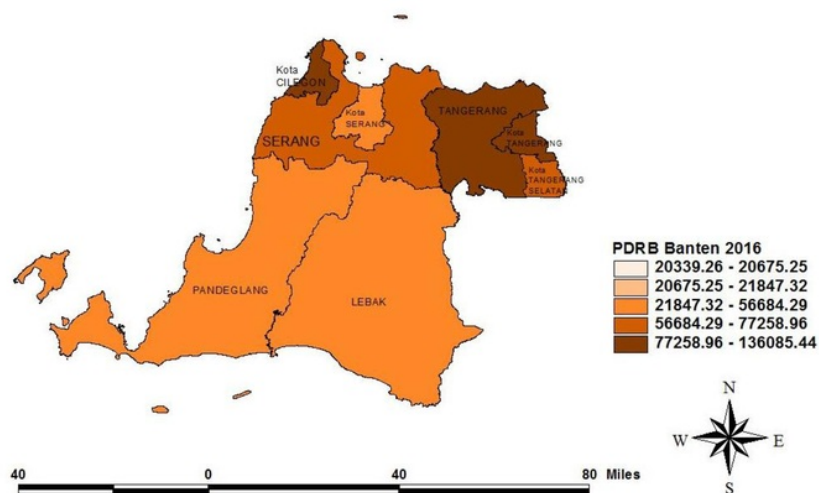 Kota
CILEGON
TANGERANG
Kota
SERANG
SERANG
Kota
TANGERANG
Kota
TANGERANG
SELATAN
PANDEGLANG
LEBAK
PDRB Banten 2016
20339.26 - 20675.25
20675.25 - 21847.32
21847.32 - 56684.29
56684.29 - 77258.96
77258.96 - 136085.44
N
W E
S
40 0 40 80 Miles